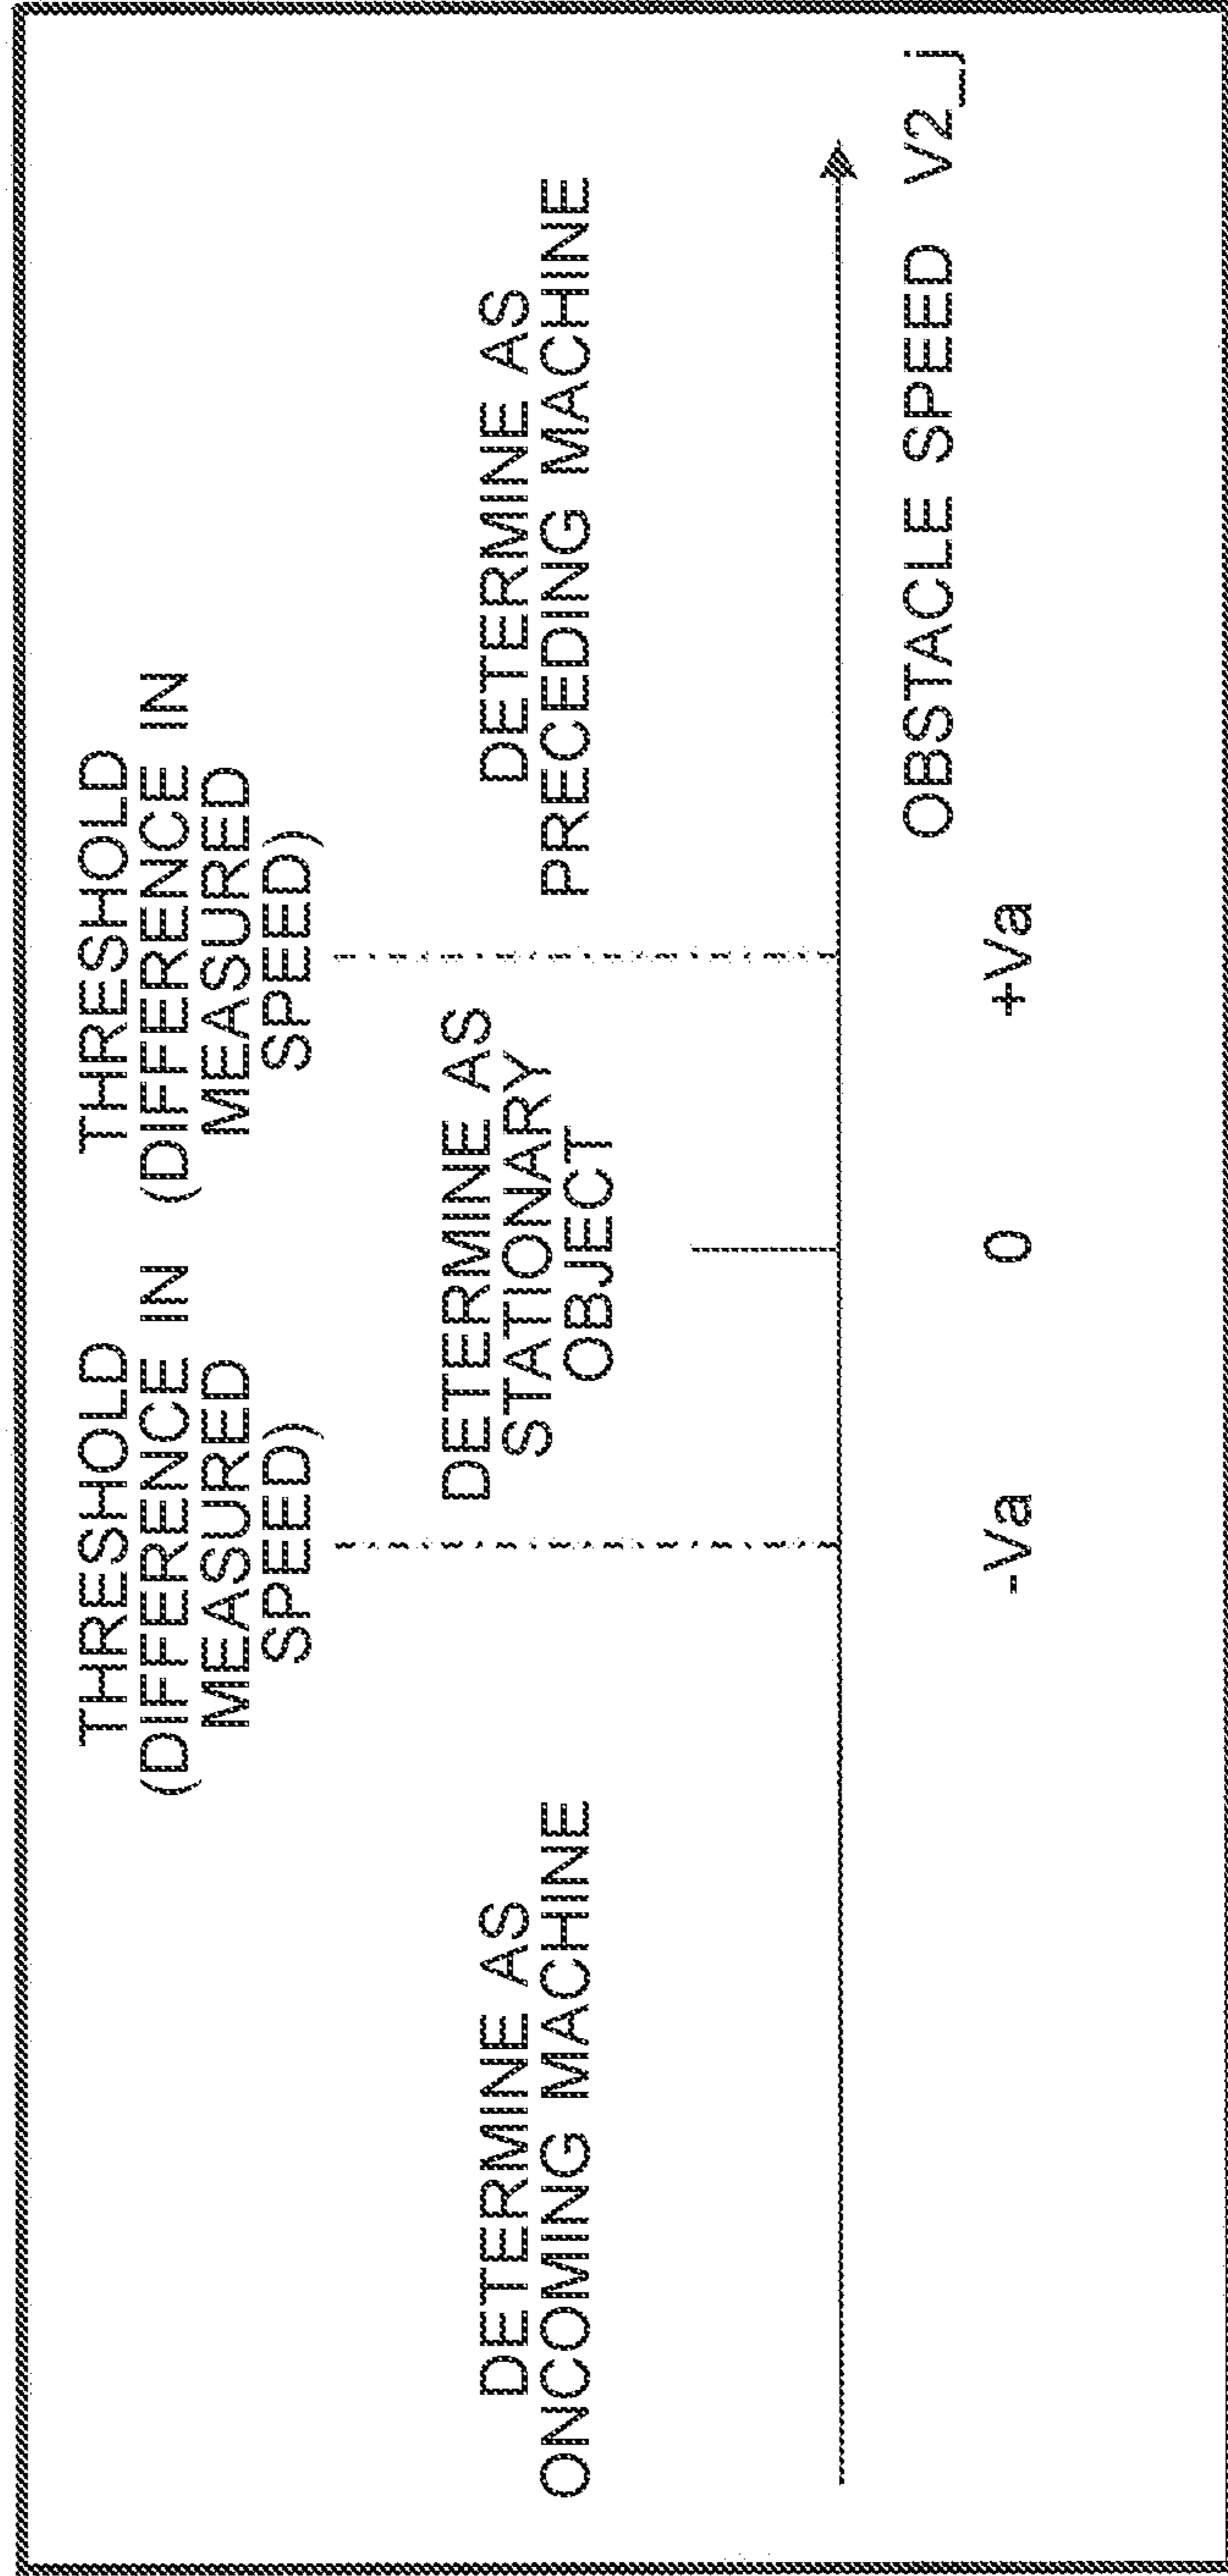 THRESHOLD
(DIFFERENCE IN
MEASURED
SPEED)
THRESHOLD
(DIFFERENCE IN
MEASURED
SPEED)
DETERMINE AS
ONCOMING MACHINE
DETERMINE AS
STATIONARY
OBJECT
DETERMINE AS
PRECEDING MACHINE
OBSTACLE SPEED V2_j
-Va
0
+Va